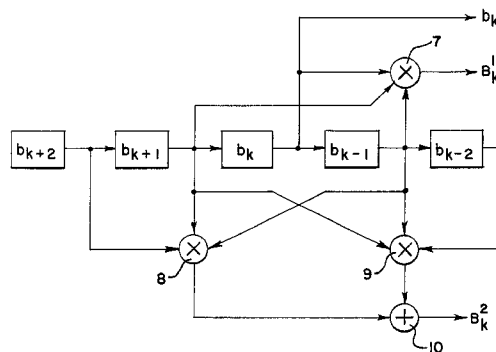 b_k
7
×
B_k^1
b_{k+2}
b_{k+1}
b_k
b_{k-1}
b_{k-2}
×
8
×
9
+
B_k^2
10